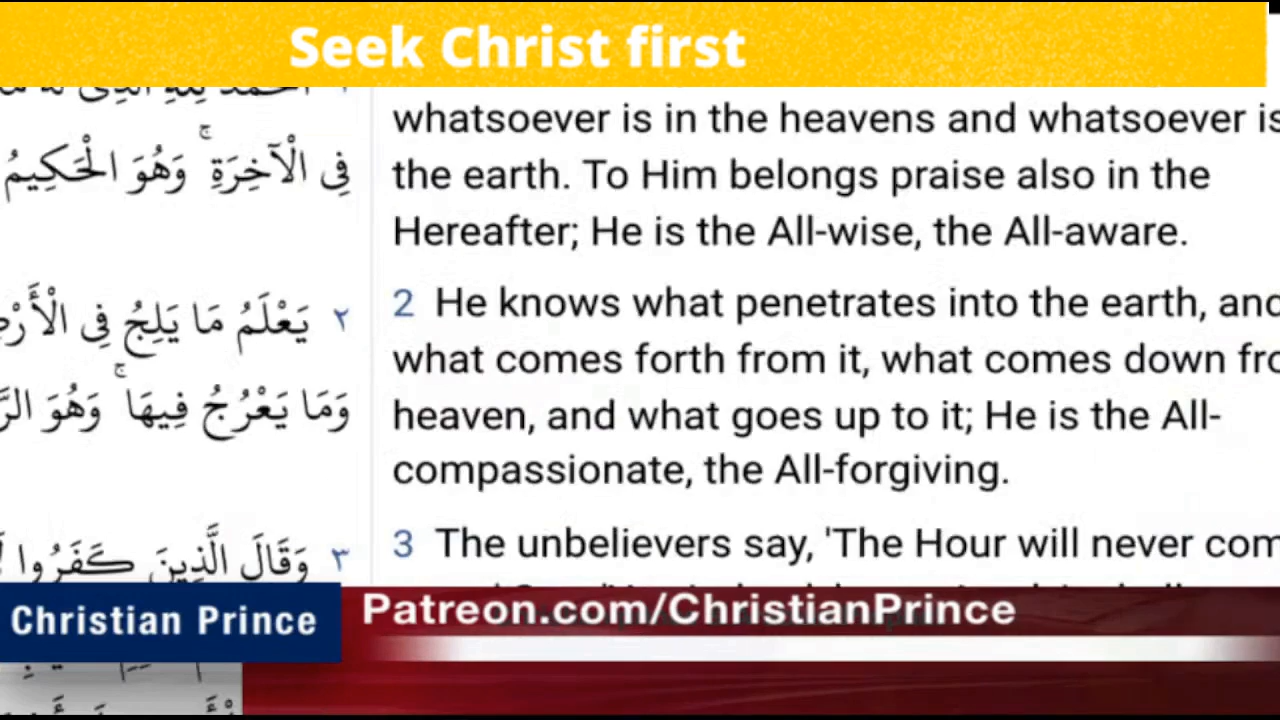 Seek Christ first
whatsoever is in the heavens and whatsoever is
the earth. To Him belongs praise also in the
Hereafter; He is the All-wise, the All-aware.
2 He knows what penetrates into the earth, and
what comes forth from it, what comes down fro
heaven, and what goes up to it; He is the All-
compassionate, the All-forgiving.
3 The unbelievers say, 'The Hour will never com
فِى الْآخِرَةِ ۚ وَهُوَ الْحَكِيمُ
٢ يَعْلَمُ مَا يَلِجُ فِى الْأَرْضِ
وَمَا يَعْرُجُ فِيهَا ۚ وَهُوَ
٣ وَقَالَ الَّذِينَ كَفَرُوا
Christian Prince
Patreon.com/ChristianPrince